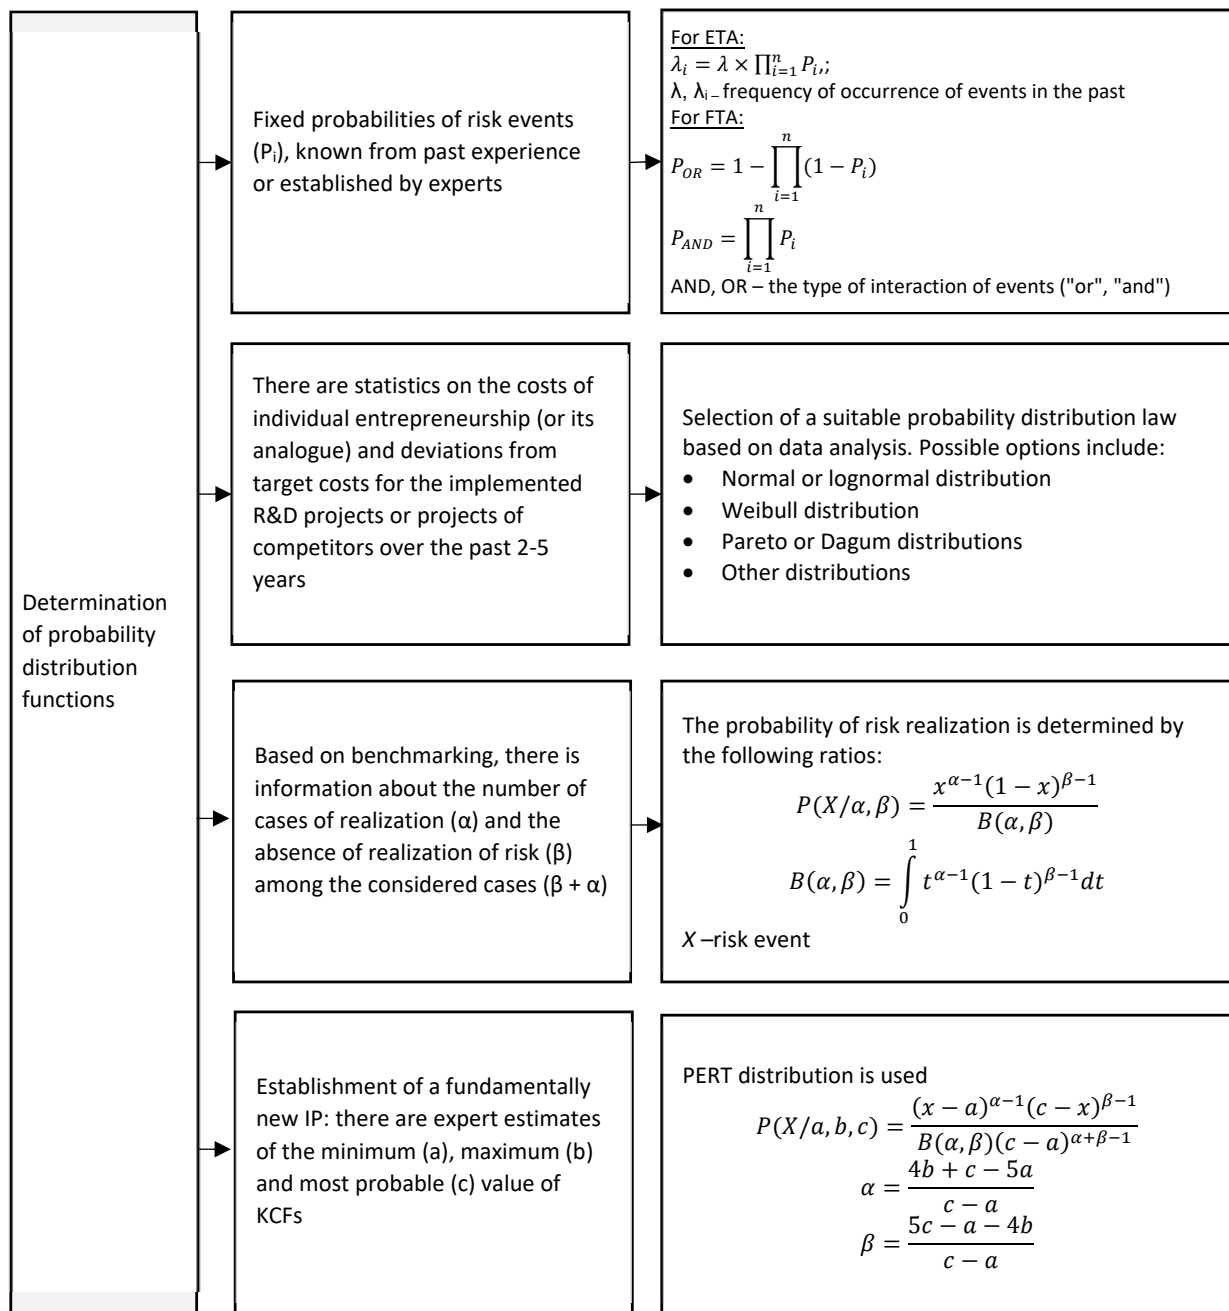 Determination
of probability
distribution
functions
Fixed probabilities of risk events
(Pᵢ), known from past experience
or established by experts
For ETA:
λᵢ = λ × ∏ⁿᵢ₌₁ Pᵢ,;
λ, λᵢ – frequency of occurrence of events in the past
For FTA:
P_OR = 1 − ∏ⁿᵢ₌₁ (1 − Pᵢ)
P_AND = ∏ⁿᵢ₌₁ Pᵢ
AND, OR – the type of interaction of events ("or", "and")
There are statistics on the costs of
individual entrepreneurship (or its
analogue) and deviations from
target costs for the implemented
R&D projects or projects of
competitors over the past 2-5
years
Selection of a suitable probability distribution law
based on data analysis. Possible options include:
• Normal or lognormal distribution
• Weibull distribution
• Pareto or Dagum distributions
• Other distributions
Based on benchmarking, there is
information about the number of
cases of realization (α) and the
absence of realization of risk (β)
among the considered cases (β + α)
The probability of risk realization is determined by
the following ratios:
P(X/α, β) = x^(α−1)(1 − x)^(β−1) / B(α, β)
B(α, β) = ∫₀¹ t^(α−1)(1 − t)^(β−1) dt
X –risk event
Establishment of a fundamentally
new IP: there are expert estimates
of the minimum (a), maximum (b)
and most probable (c) value of
KCFs
PERT distribution is used
P(X/a, b, c) = (x − a)^(α−1)(c − x)^(β−1) / B(α, β)(c − a)^(α+β−1)
α = (4b + c − 5a) / (c − a)
β = (5c − a − 4b) / (c − a)